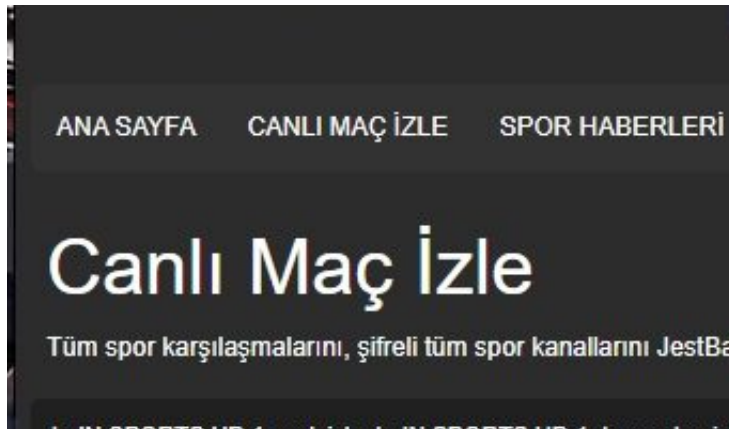 ANA SAYFA CANLI MAÇ İZLE SPOR HABERLERİ
Canlı Maç İzle
Tüm spor karşılaşmalarını, şifreli tüm spor kanallarını JestBa